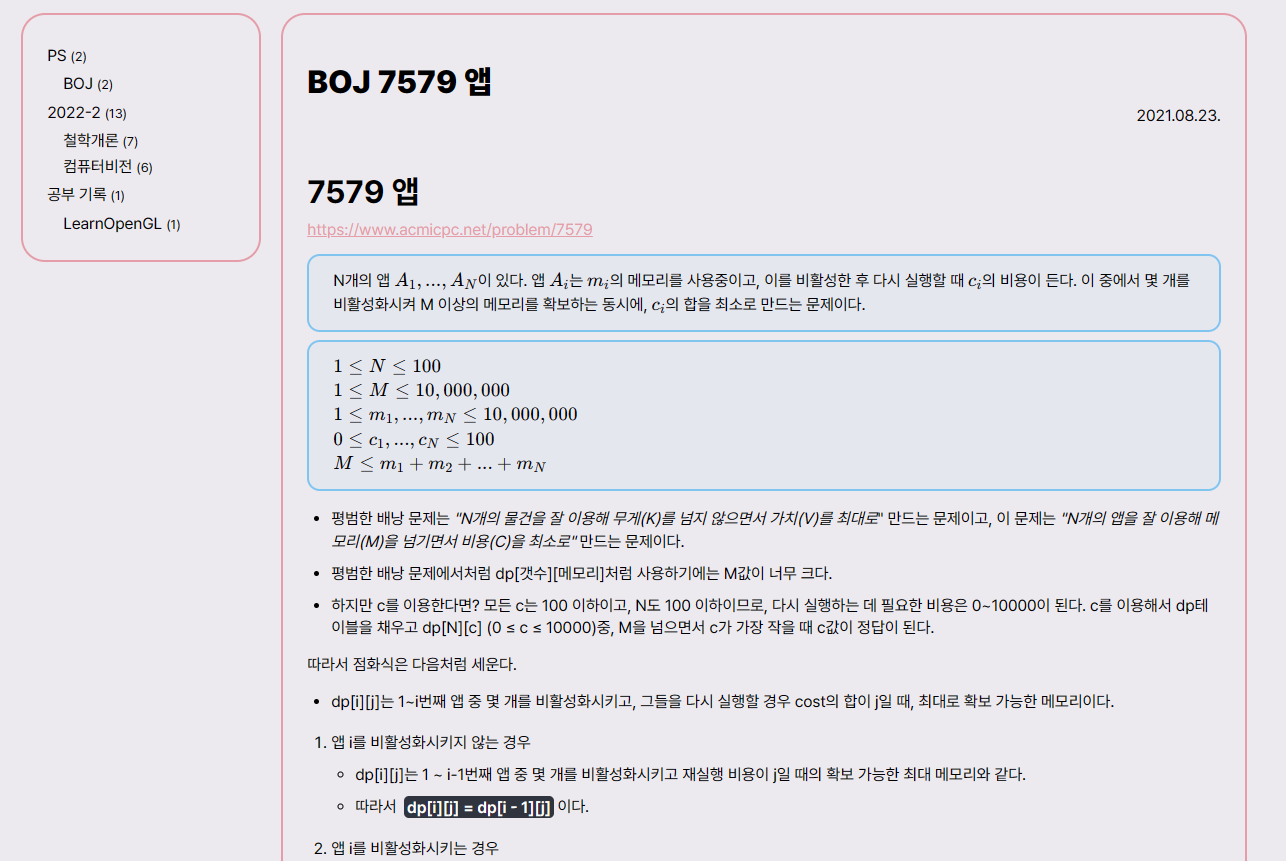 PS (2)
BOJ (2)
2022-2 (13)
철학개론 (7)
컴퓨터비전 (6)
공부 기록 (1)
LearnOpenGL (1)
BOJ 7579 앱
2021.08.23.
7579 앱
https://www.acmicpc.net/problem/7579
N개의 앱 A₁, ..., A_N이 있다. 앱 A_i는 m_i의 메모리를 사용중이고, 이를 비활성한 후 다시 실행할 때 c_i의 비용이 든다. 이 중에서 몇 개를
비활성화시켜 M 이상의 메모리를 확보하는 동시에, c_i의 합을 최소로 만드는 문제이다.
1 ≤ N ≤ 100
1 ≤ M ≤ 10,000,000
1 ≤ m₁, ..., m_N ≤ 10,000,000
0 ≤ c₁, ..., c_N ≤ 100
M ≤ m₁ + m₂ + ... + m_N
• 평범한 배낭 문제는 "N개의 물건을 잘 이용해 무게(K)를 넘지 않으면서 가치(V)를 최대로" 만드는 문제이고, 이 문제는 "N개의 앱을 잘 이용해 메
모리(M)을 넘기면서 비용(C)을 최소로" 만드는 문제이다.
• 평범한 배낭 문제에서처럼 dp[갯수][메모리]처럼 사용하기에는 M값이 너무 크다.
• 하지만 c를 이용한다면? 모든 c는 100 이하이고, N도 100 이하이므로, 다시 실행하는 데 필요한 비용은 0~10000이 된다. c를 이용해서 dp테
이블을 채우고 dp[N][c] (0 ≤ c ≤ 10000)중, M을 넘으면서 c가 가장 작을 때 c값이 정답이 된다.
따라서 점화식은 다음처럼 세운다.
• dp[i][j]는 1~i번째 앱 중 몇 개를 비활성화시키고, 그들을 다시 실행할 경우 cost의 합이 j일 때, 최대로 확보 가능한 메모리이다.
1. 앱 i를 비활성화시키지 않는 경우
◦ dp[i][j]는 1 ~ i-1번째 앱 중 몇 개를 비활성화시키고 재실행 비용이 j일 때의 확보 가능한 최대 메모리와 같다.
◦ 따라서 dp[i][j] = dp[i - 1][j] 이다.
2. 앱 i를 비활성화시키는 경우